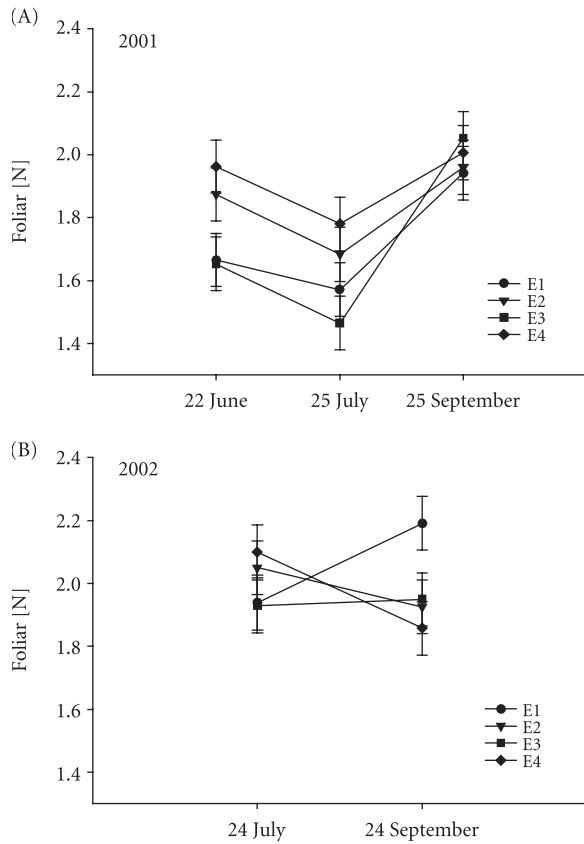 (A)
2001
2.4
2.2
2.0
1.8
1.6
1.4
Foliar [N]
E1
E2
E3
E4
22 June 25 July 25 September
(B)
2002
2.4
2.2
2.0
1.8
1.6
1.4
Foliar [N]
E1
E2
E3
E4
24 July 24 September